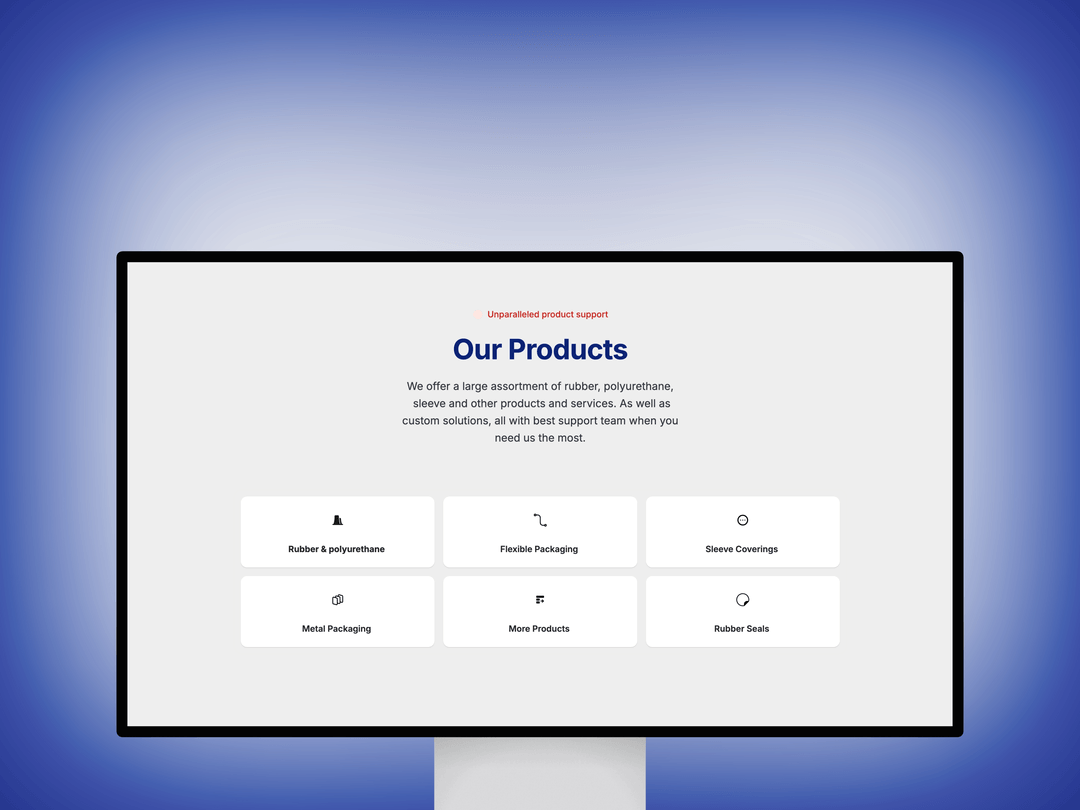 Unparalleled product support
Our Products
We offer a large assortment of rubber, polyurethane,
sleeve and other products and services. As well as
custom solutions, all with best support team when you
need us the most.
Rubber & polyurethane
Flexible Packaging
Sleeve Coverings
Metal Packaging
More Products
Rubber Seals